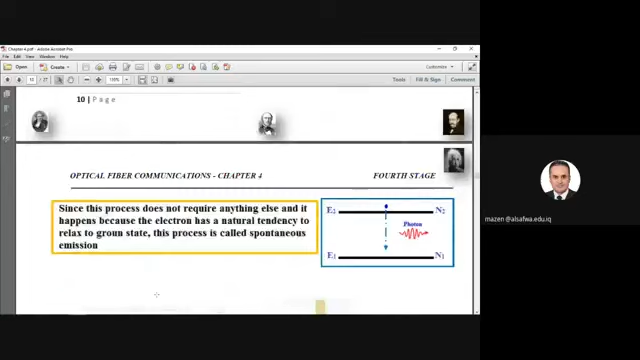 Chapter 4.pdf - Adobe Acrobat Pro
File Edit View Window Help
Open
Create
Customize
10
/ 27
135%
Tools
Fill & Sign
Comment
10 | P a g e
OPTICAL FIBER COMMUNICATIONS - CHAPTER 4
FOURTH STAGE
Since this process does not require anything else and it
happens because the electron has a natural tendency to
relax to groun state, this process is called spontaneous
emission
E2
N2
Photon
E1
N1
mazen @alsafwa.edu.iq